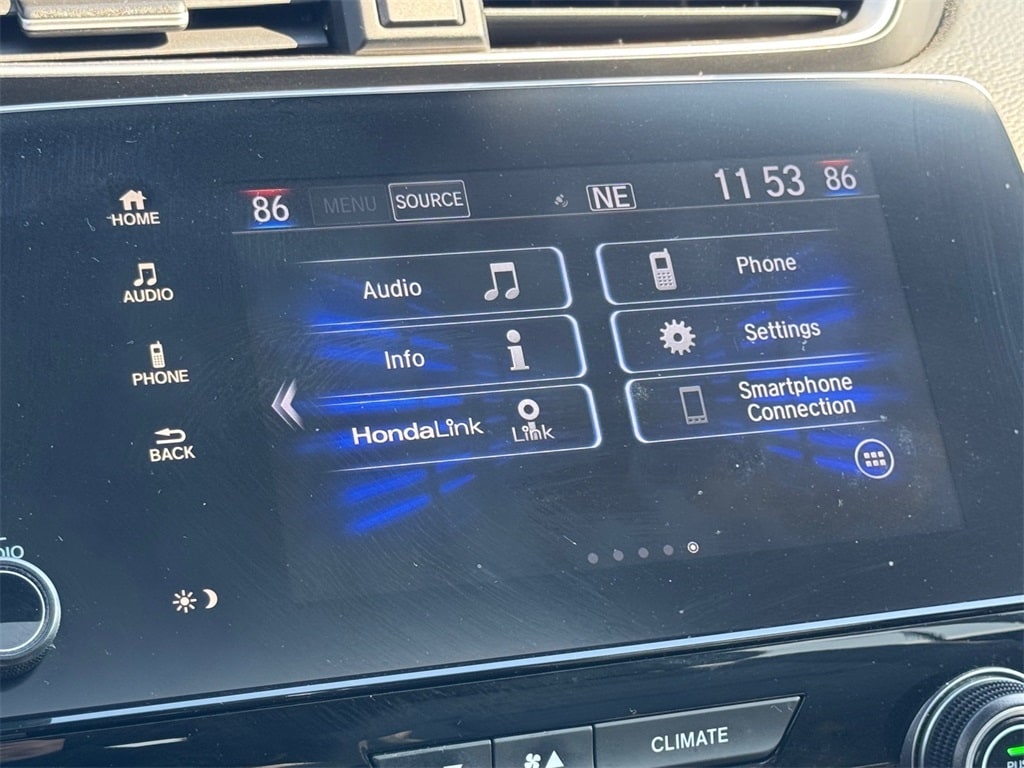 86 MENU SOURCE NE 11 53 86
HOME
AUDIO
PHONE
BACK
Audio
Phone
Info
Settings
HondaLink
Link
Smartphone
Connection
CLIMATE